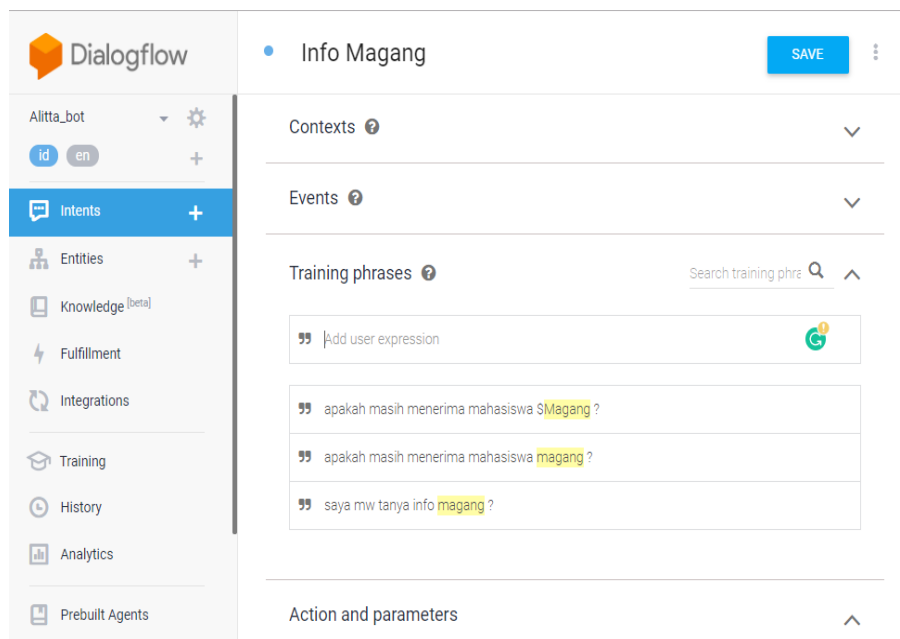 Dialogflow
Info Magang
SAVE
Alitta_bot
id en
Contexts
Events
Intents
Entities
Knowledge [beta]
Fulfillment
Integrations
Training
History
Analytics
Prebuilt Agents
Training phrases
Search training phra
Add user expression
apakah masih menerima mahasiswa $Magang ?
apakah masih menerima mahasiswa magang ?
saya mw tanya info magang ?
Action and parameters